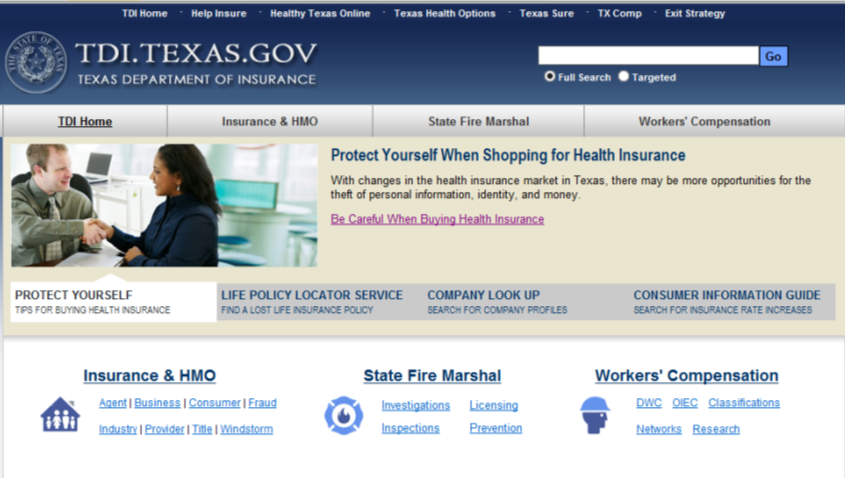 TDI Home - Help Insure - Healthy Texas Online - Texas Health Options - Texas Sure - TX Comp - Exit Strategy
THE STATE OF TEXAS
TDI.TEXAS.GOV
TEXAS DEPARTMENT OF INSURANCE
Go
Full Search Targeted
TDI Home Insurance & HMO State Fire Marshal Workers' Compensation
Protect Yourself When Shopping for Health Insurance
With changes in the health insurance market in Texas, there may be more opportunities for the
theft of personal information, identity, and money.
Be Careful When Buying Health Insurance
PROTECT YOURSELF LIFE POLICY LOCATOR SERVICE COMPANY LOOK UP CONSUMER INFORMATION GUIDE
TIPS FOR BUYING HEALTH INSURANCE FIND A LOST LIFE INSURANCE POLICY SEARCH FOR COMPANY PROFILES SEARCH FOR INSURANCE RATE INCREASES
Insurance & HMO State Fire Marshal Workers' Compensation
Agent | Business | Consumer | Fraud Investigations Licensing DWC OIEC Classifications
Industry | Provider | Title | Windstorm Inspections Prevention Networks Research